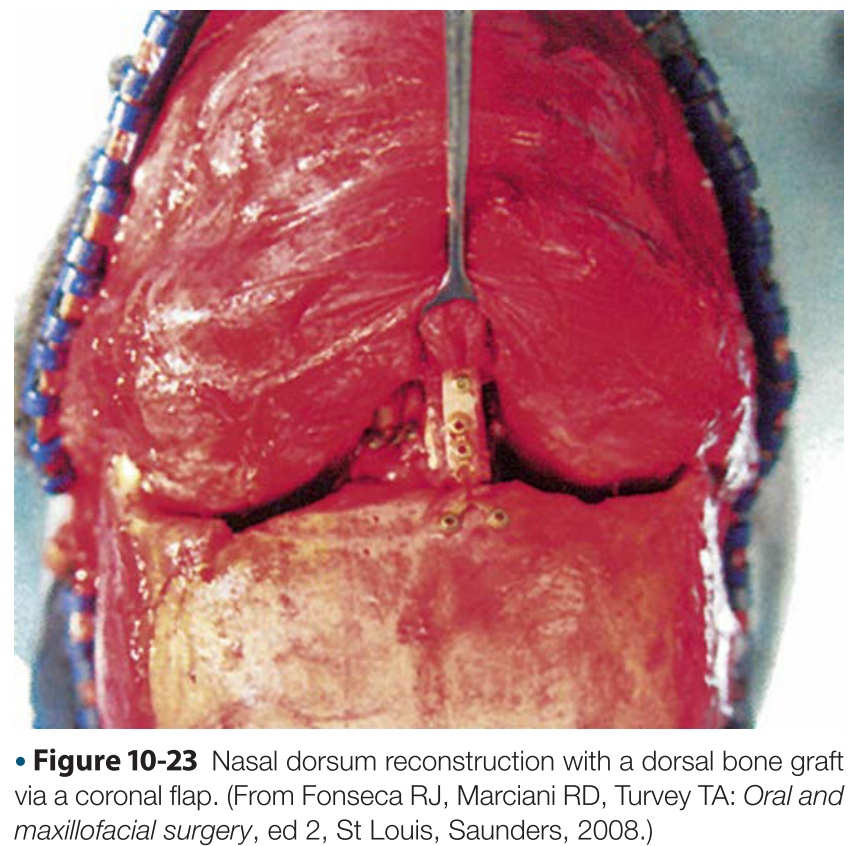 • Figure 10-23 Nasal dorsum reconstruction with a dorsal bone graft
via a coronal flap. (From Fonseca RJ, Marciani RD, Turvey TA: Oral and
maxillofacial surgery, ed 2, St Louis, Saunders, 2008.)